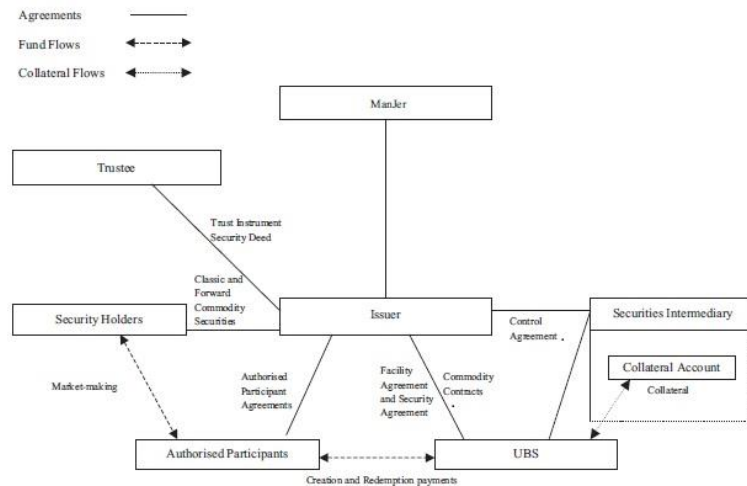 Agreements
Fund Flows
Collateral Flows
ManJer
Trustee
Trust Instrument
Security Deed
Classic and
Forward
Commodity
Securities
Security Holders
Issuer
Control
Agreement .
Securities Intermediary
Collateral Account
Collateral
Market-making
Authorised
Participant
Agreements
Facility
Agreement
and Security
Agreement
Commodity
Contracts
Authorised Participants
UBS
Creation and Redemption payments